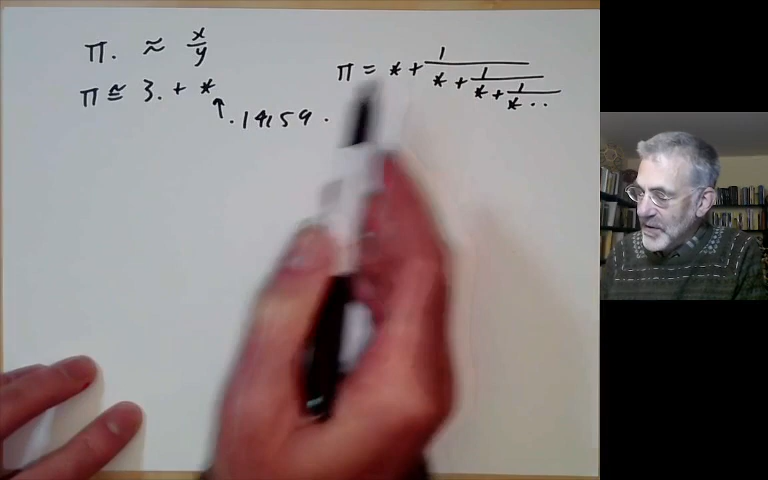 π. ≈ x/y
π ≅ 3. + *
↑ .14159.
π = * + 1/(* + 1/(* + 1/(* ..